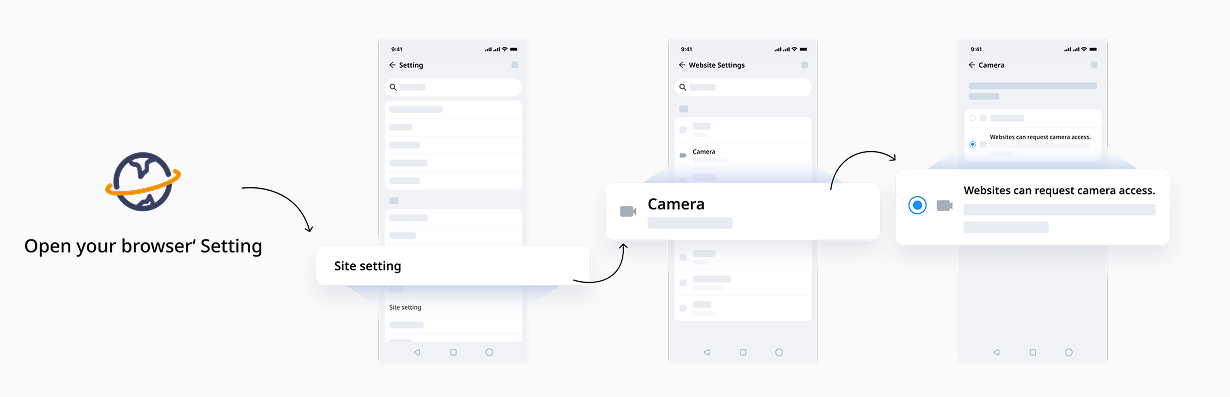 Open your browser‘ Setting
9:41
Setting
Site setting
Site setting
9:41
Website Settings
Camera
Camera
9:41
Camera
Websites can request camera access.
Websites can request camera access.